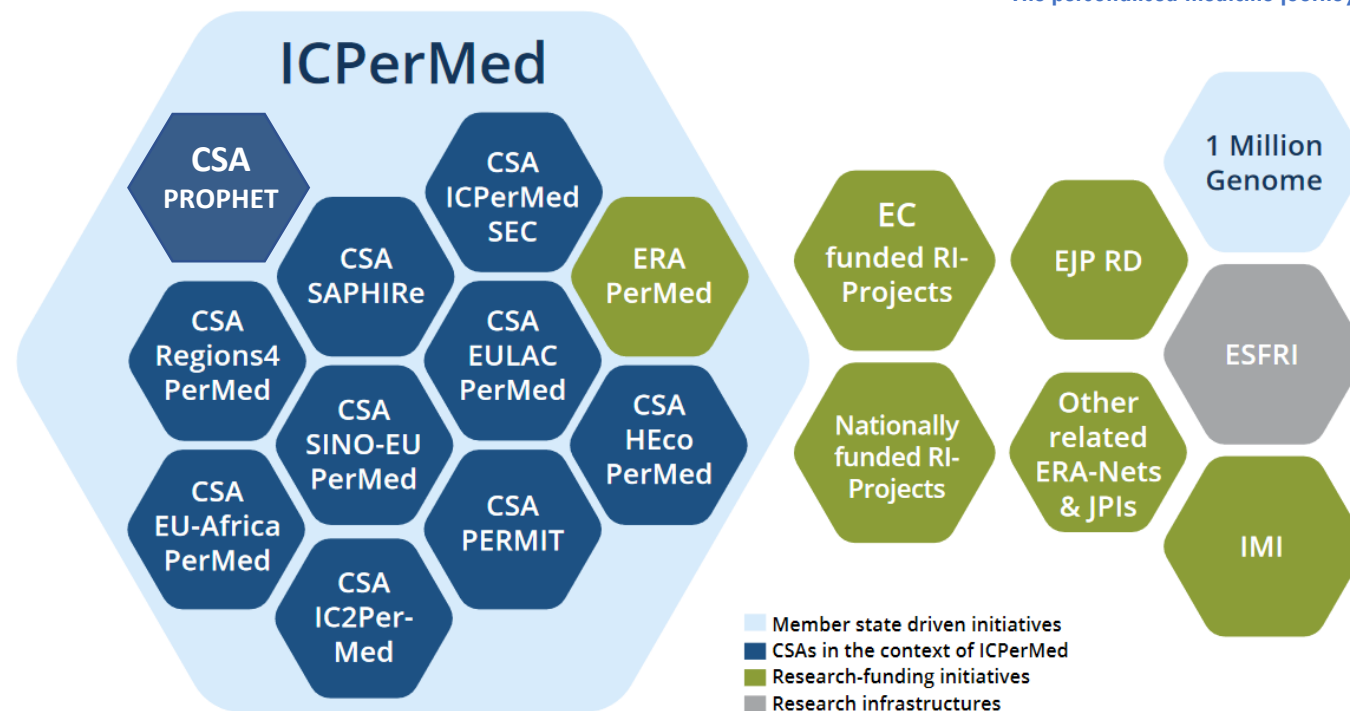 ICPerMed
CSA
PROPHET
CSA
ICPerMed
SEC
CSA
SAPHIRe
ERA
PerMed
CSA
Regions4
PerMed
CSA
EULAC
PerMed
CSA
SINO-EU
PerMed
CSA
HEco
PerMed
CSA
EU-Africa
PerMed
CSA
PERMIT
CSA
IC2Per-
Med
EC
funded RI-
Projects
EJP RD
1 Million
Genome
Nationally
funded RI-
Projects
Other
related
ERA-Nets
& JPIs
ESFRI
IMI
Member state driven initiatives
CSAs in the context of ICPerMed
Research-funding initiatives
Research infrastructures